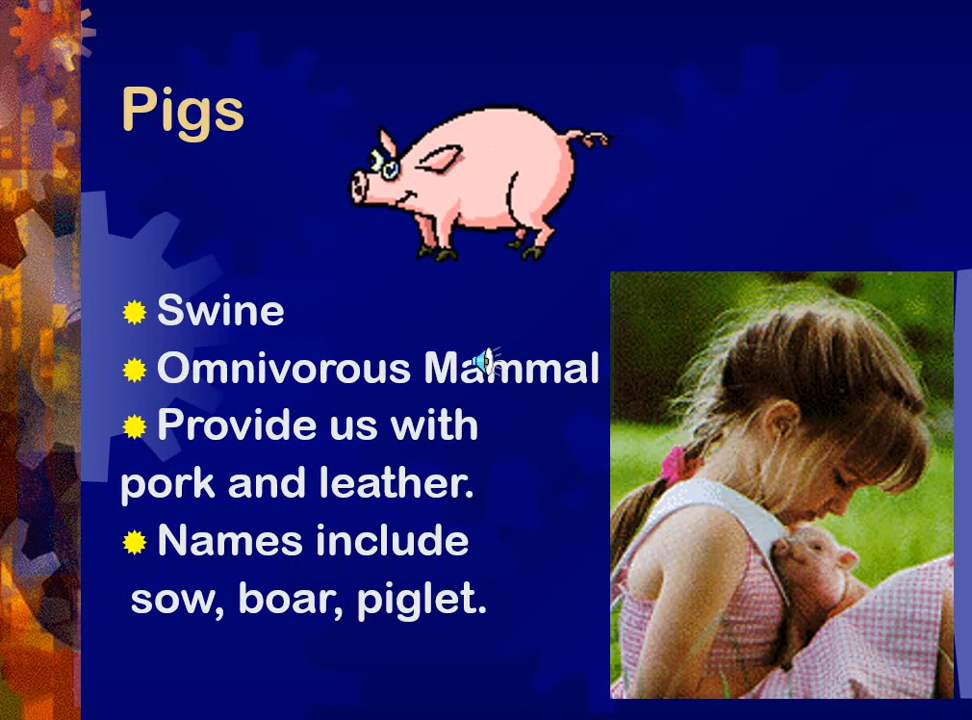 Pigs
Swine
Omnivorous Mammal
Provide us with
pork and leather.
Names include
sow, boar, piglet.